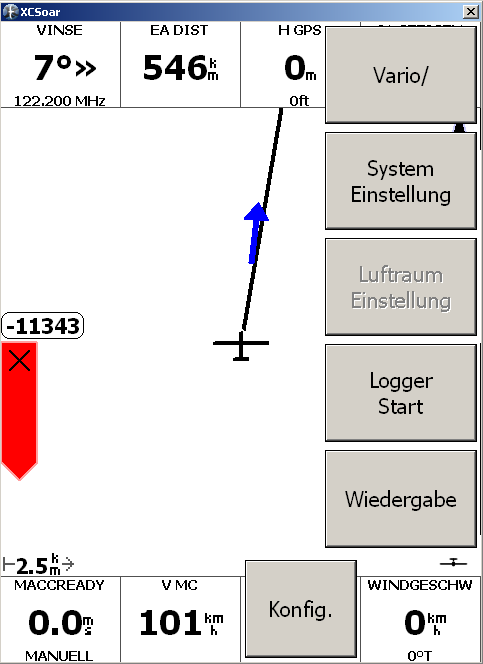 XCSoar
VINSE
EA DIST
H GPS
7°»
546 km
0m
122.200 MHz
0ft
Vario/
System
Einstellung
Luftraum
Einstellung
-11343
Logger
Start
Wiedergabe
2.5 km
MACCREADY
V MC
WINDGESCHW
0.0 m/s
101 km/h
Konfig.
0 km/h
MANUELL
0°T